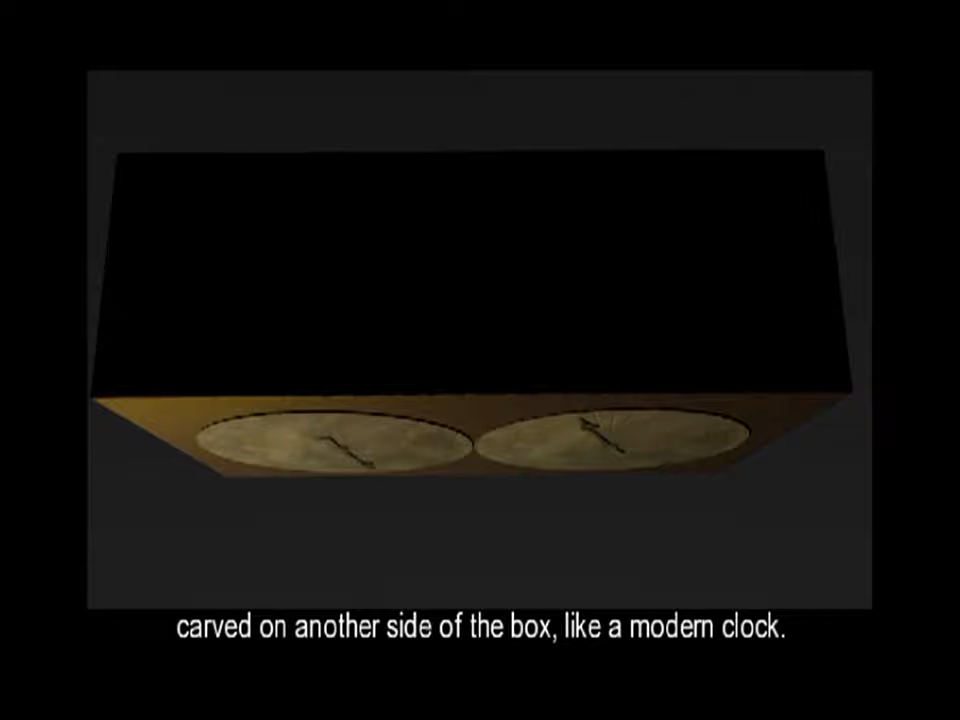 carved on another side of the box, like a modern clock.